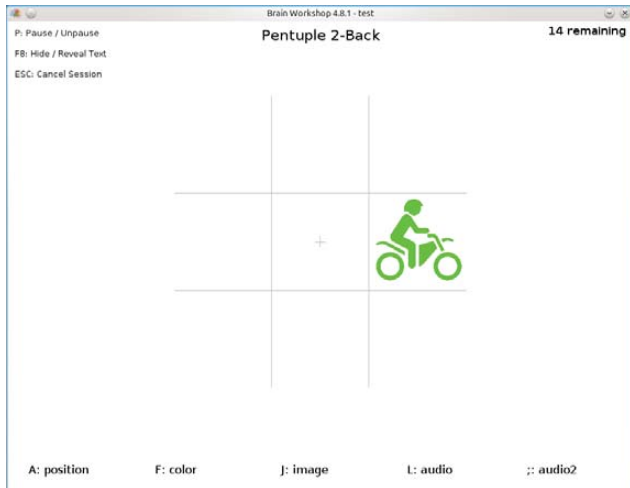 Brain Workshop 4.8.1 - test
P: Pause / Unpause
Pentuple 2-Back
14 remaining
F8: Hide / Reveal Text
ESC: Cancel Session
A: position F: color J: image L: audio ;: audio2